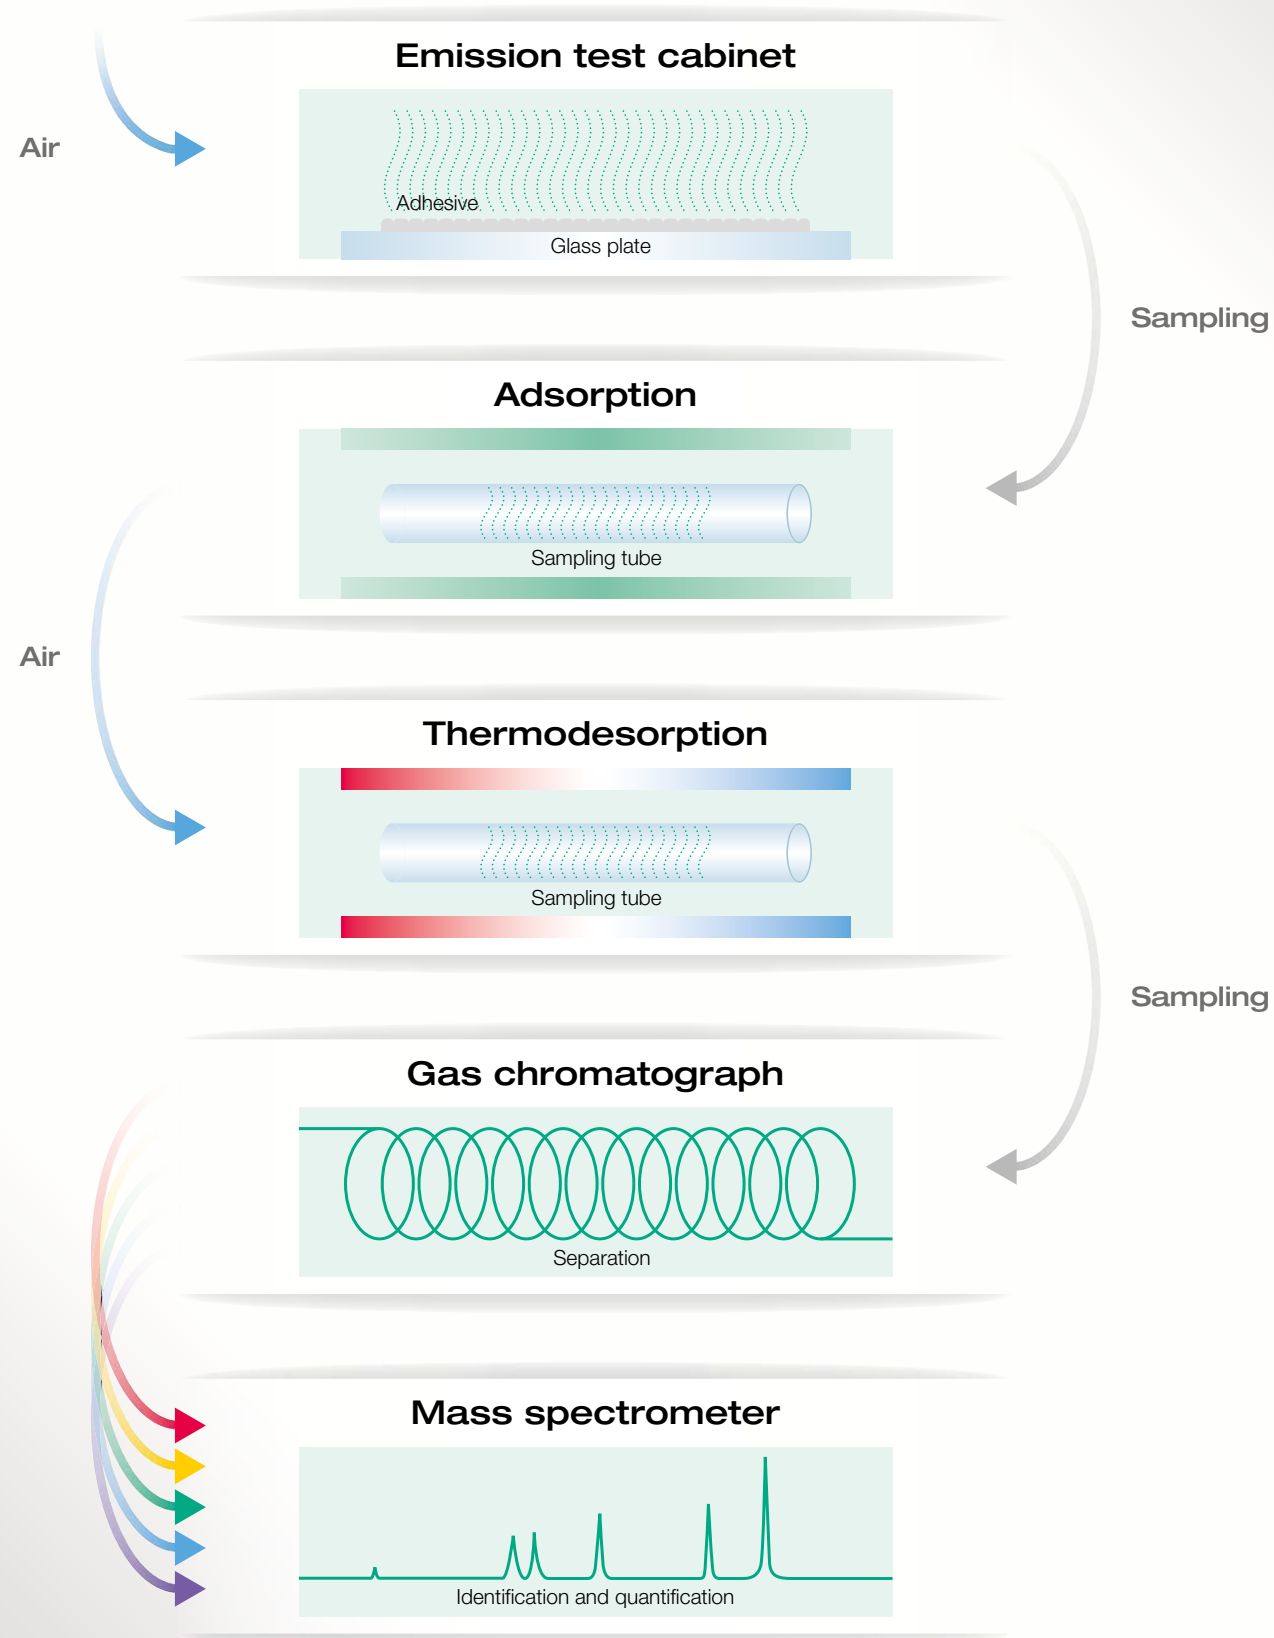 Emission test cabinet
Air
Adhesive
Glass plate
Sampling
Adsorption
Sampling tube
Air
Thermodesorption
Sampling tube
Sampling
Gas chromatograph
Separation
Mass spectrometer
Identification and quantification